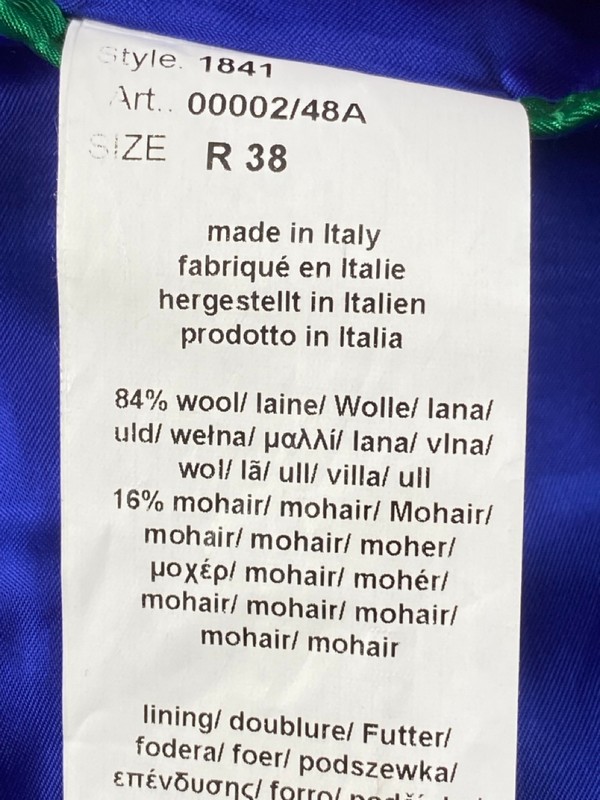 Style. 1841
Art.. 00002/48A
SIZE R 38
made in Italy
fabriqué en Italie
hergestellt in Italien
prodotto in Italia
84% wool/ laine/ Wolle/ lana/
uld/ wełna/ μαλλί/ lana/ vlna/
wol/ lã/ ull/ villa/ ull
16% mohair/ mohair/ Mohair/
mohair/ mohair/ moher/
μοχέρ/ mohair/ mohér/
mohair/ mohair/ mohair/
mohair/ mohair
lining/ doublure/ Futter/
fodera/ foer/ podszewka/
επένδυσης/ forro/